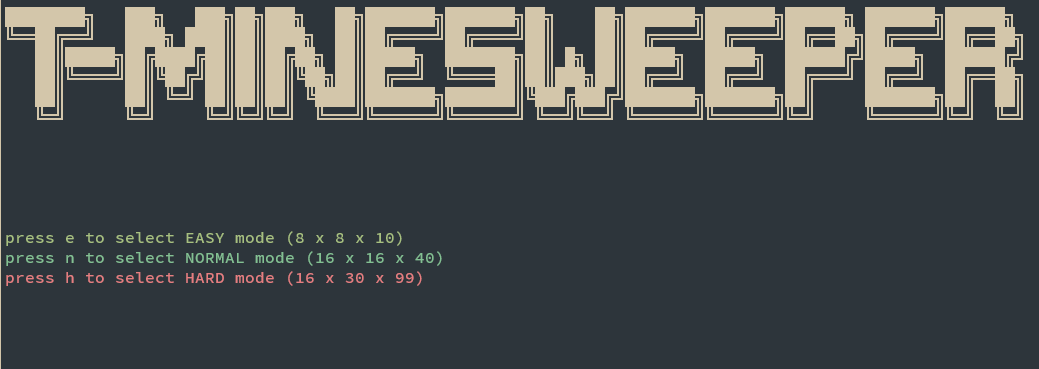 T-MINESWEEPER
press e to select EASY mode (8 x 8 x 10)
press n to select NORMAL mode (16 x 16 x 40)
press h to select HARD mode (16 x 30 x 99)